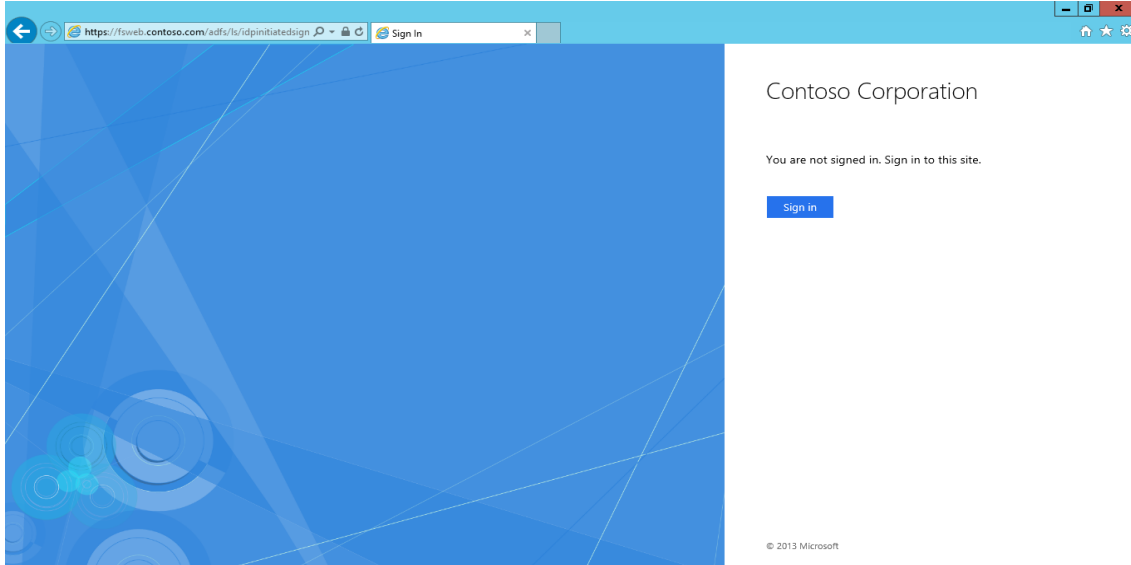 https://fsweb.contoso.com/adfs/ls/idpinitiatedsign
Sign In
Contoso Corporation
You are not signed in. Sign in to this site.
Sign in
© 2013 Microsoft